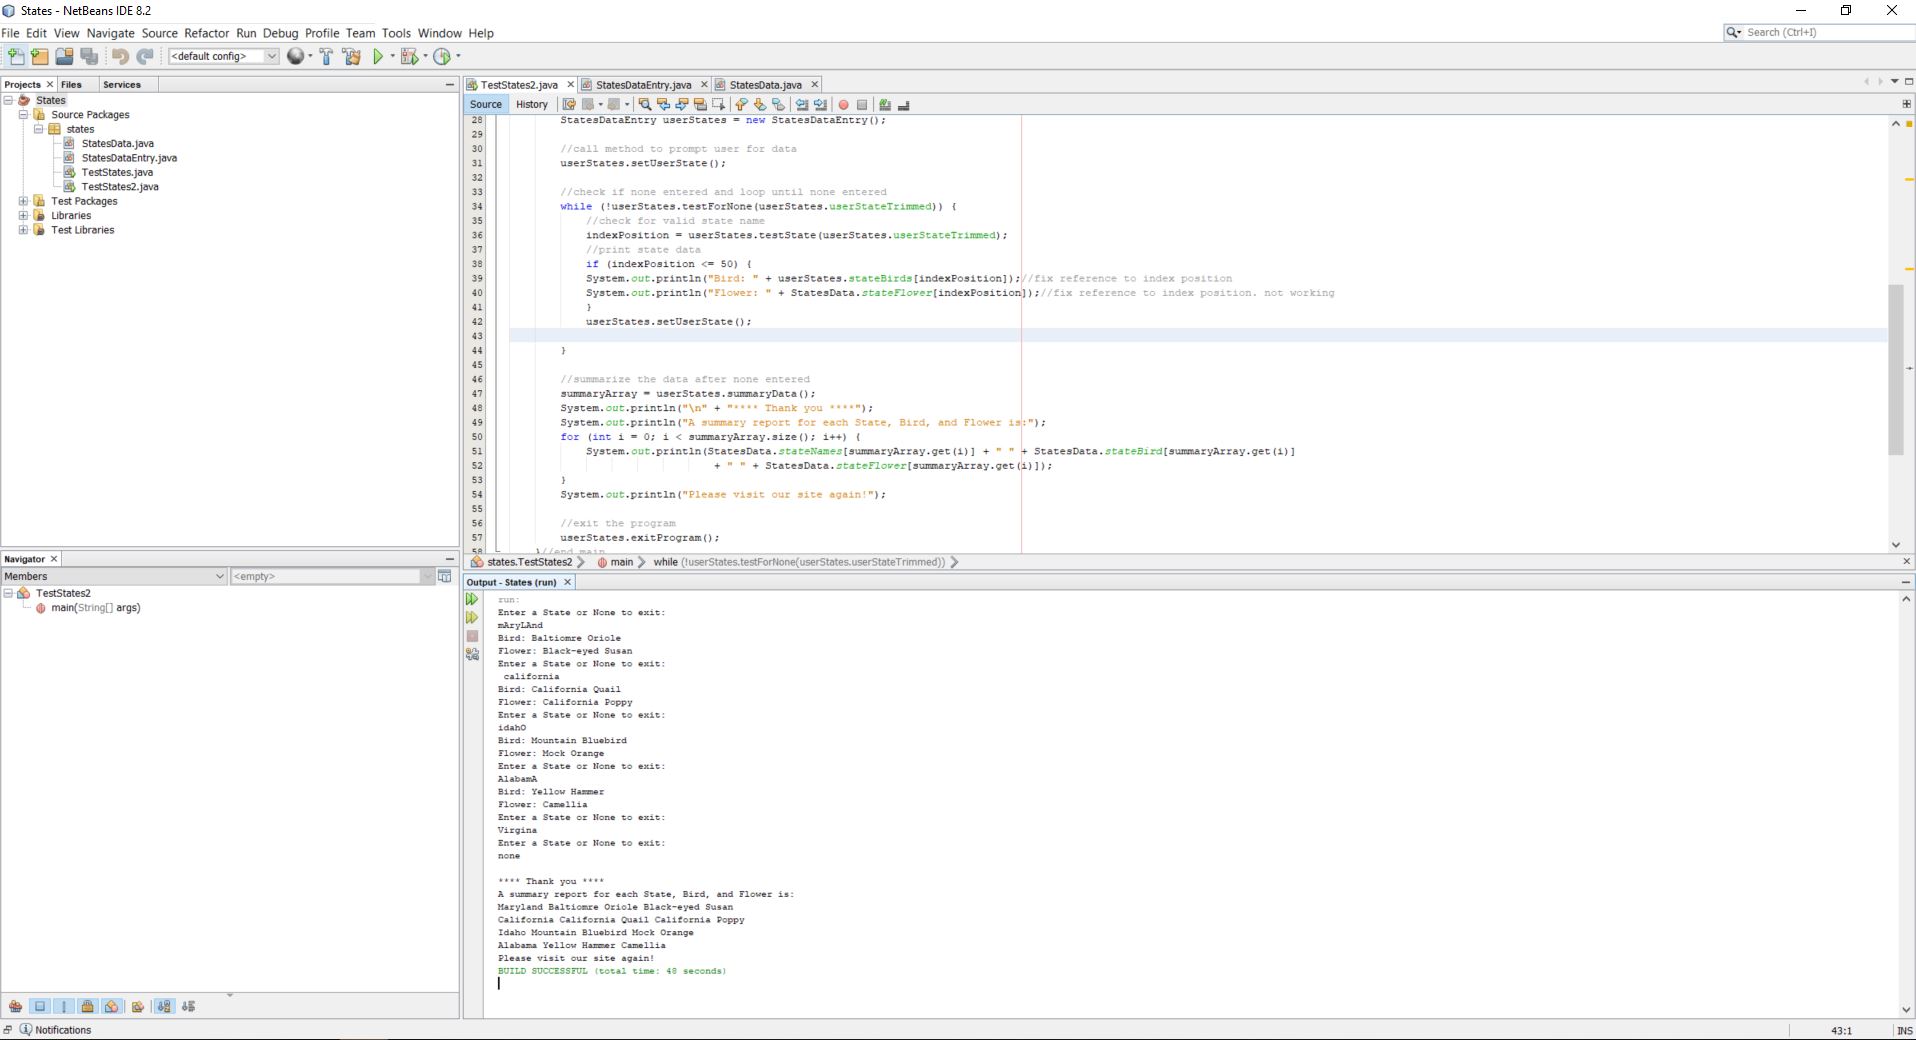 States - NetBeans IDE 8.2
File Edit View Navigate Source Refactor Run Debug Profile Team Tools Window Help
Search (Ctrl+I)
<default config>
Projects Files Services
States
Source Packages
states
StatesData.java
StatesDataEntry.java
TestStates.java
TestStates2.java
Test Packages
Libraries
Test Libraries
Navigator
Members
<empty>
TestStates2
main(String[] args)
TestStates2.java StatesDataEntry.java StatesData.java
Source History
28 StatesDataEntry userStates = new StatesDataEntry();
29
30 //call method to prompt user for data
31 userStates.setUserState();
32
33 //check if none entered and loop until none entered
34 while (!userStates.testForNone(userStates.userStateTrimmed)) {
35 //check for valid state name
36 indexPosition = userStates.testState(userStates.userStateTrimmed);
37 //print state data
38 if (indexPosition <= 50) {
39 System.out.println("Bird: " + userStates.stateBirds[indexPosition]);//fix reference to index position
40 System.out.println("Flower: " + StatesData.stateFlower[indexPosition]);//fix reference to index position. not working
41 }
42 userStates.setUserState();
43
44 }
45
46 //summarize the data after none entered
47 summaryArray = userStates.summaryData();
48 System.out.println("\n" + "**** Thank you ****");
49 System.out.println("A summary report for each State, Bird, and Flower is:");
50 for (int i = 0; i < summaryArray.size(); i++) {
51 System.out.println(StatesData.stateNames[summaryArray.get(i)] + " " + StatesData.stateBird[summaryArray.get(i)]
52 + " " + StatesData.stateFlower[summaryArray.get(i)]);
53 }
54 System.out.println("Please visit our site again!");
55
56 //exit the program
57 userStates.exitProgram();
58 }//end main
states.TestStates2 main while (!userStates.testForNone(userStates.userStateTrimmed))
Output - States (run)
run:
Enter a State or None to exit:
mAryLAnd
Bird: Baltiomre Oriole
Flower: Black-eyed Susan
Enter a State or None to exit:
california
Bird: California Quail
Flower: California Poppy
Enter a State or None to exit:
idahO
Bird: Mountain Bluebird
Flower: Mock Orange
Enter a State or None to exit:
AlabamA
Bird: Yellow Hammer
Flower: Camellia
Enter a State or None to exit:
Virgina
Enter a State or None to exit:
none
**** Thank you ****
A summary report for each State, Bird, and Flower is:
Maryland Baltiomre Oriole Black-eyed Susan
California California Quail California Poppy
Idaho Mountain Bluebird Mock Orange
Alabama Yellow Hammer Camellia
Please visit our site again!
BUILD SUCCESSFUL (total time: 48 seconds)
Notifications
43:1 INS